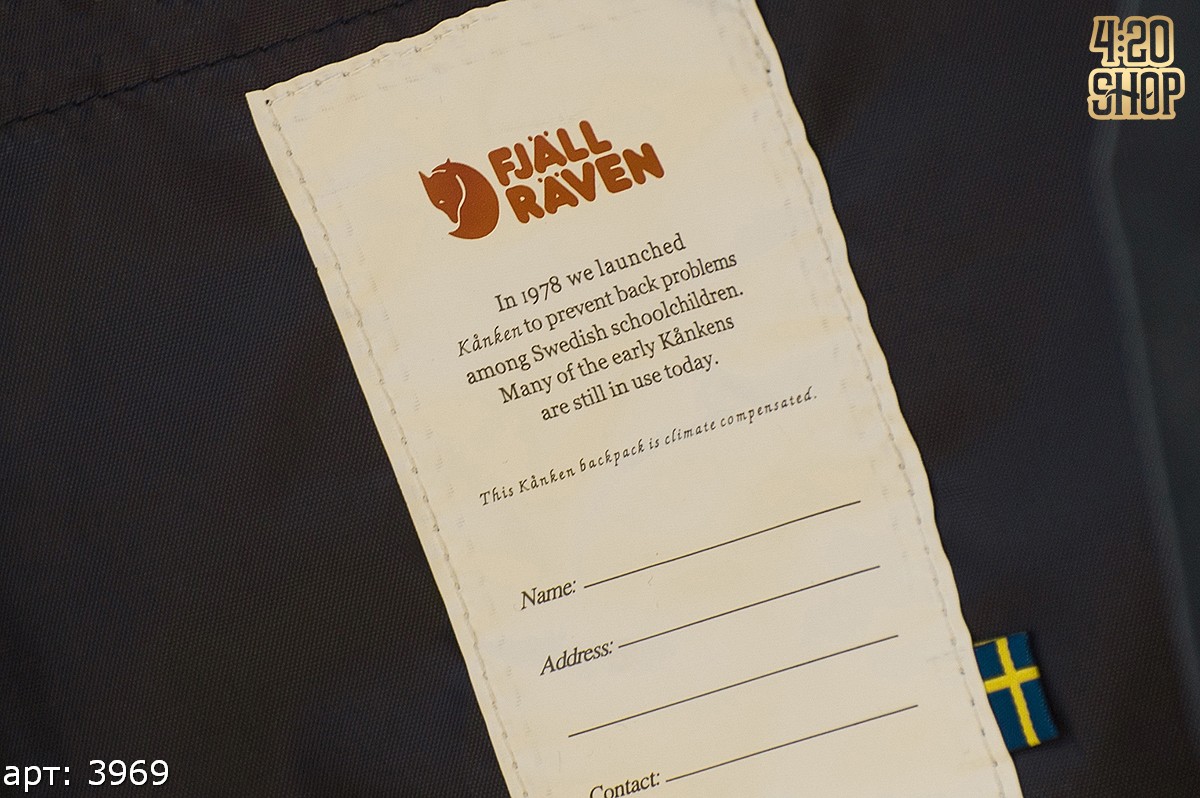 4:20
SHOP
FJÄLL
RÄVEN
In 1978 we launched
Kånken to prevent back problems
among Swedish schoolchildren.
Many of the early Kånkens
are still in use today.
This Kånken backpack is climate compensated.
Name:
Address:
Contact:
арт: 3969